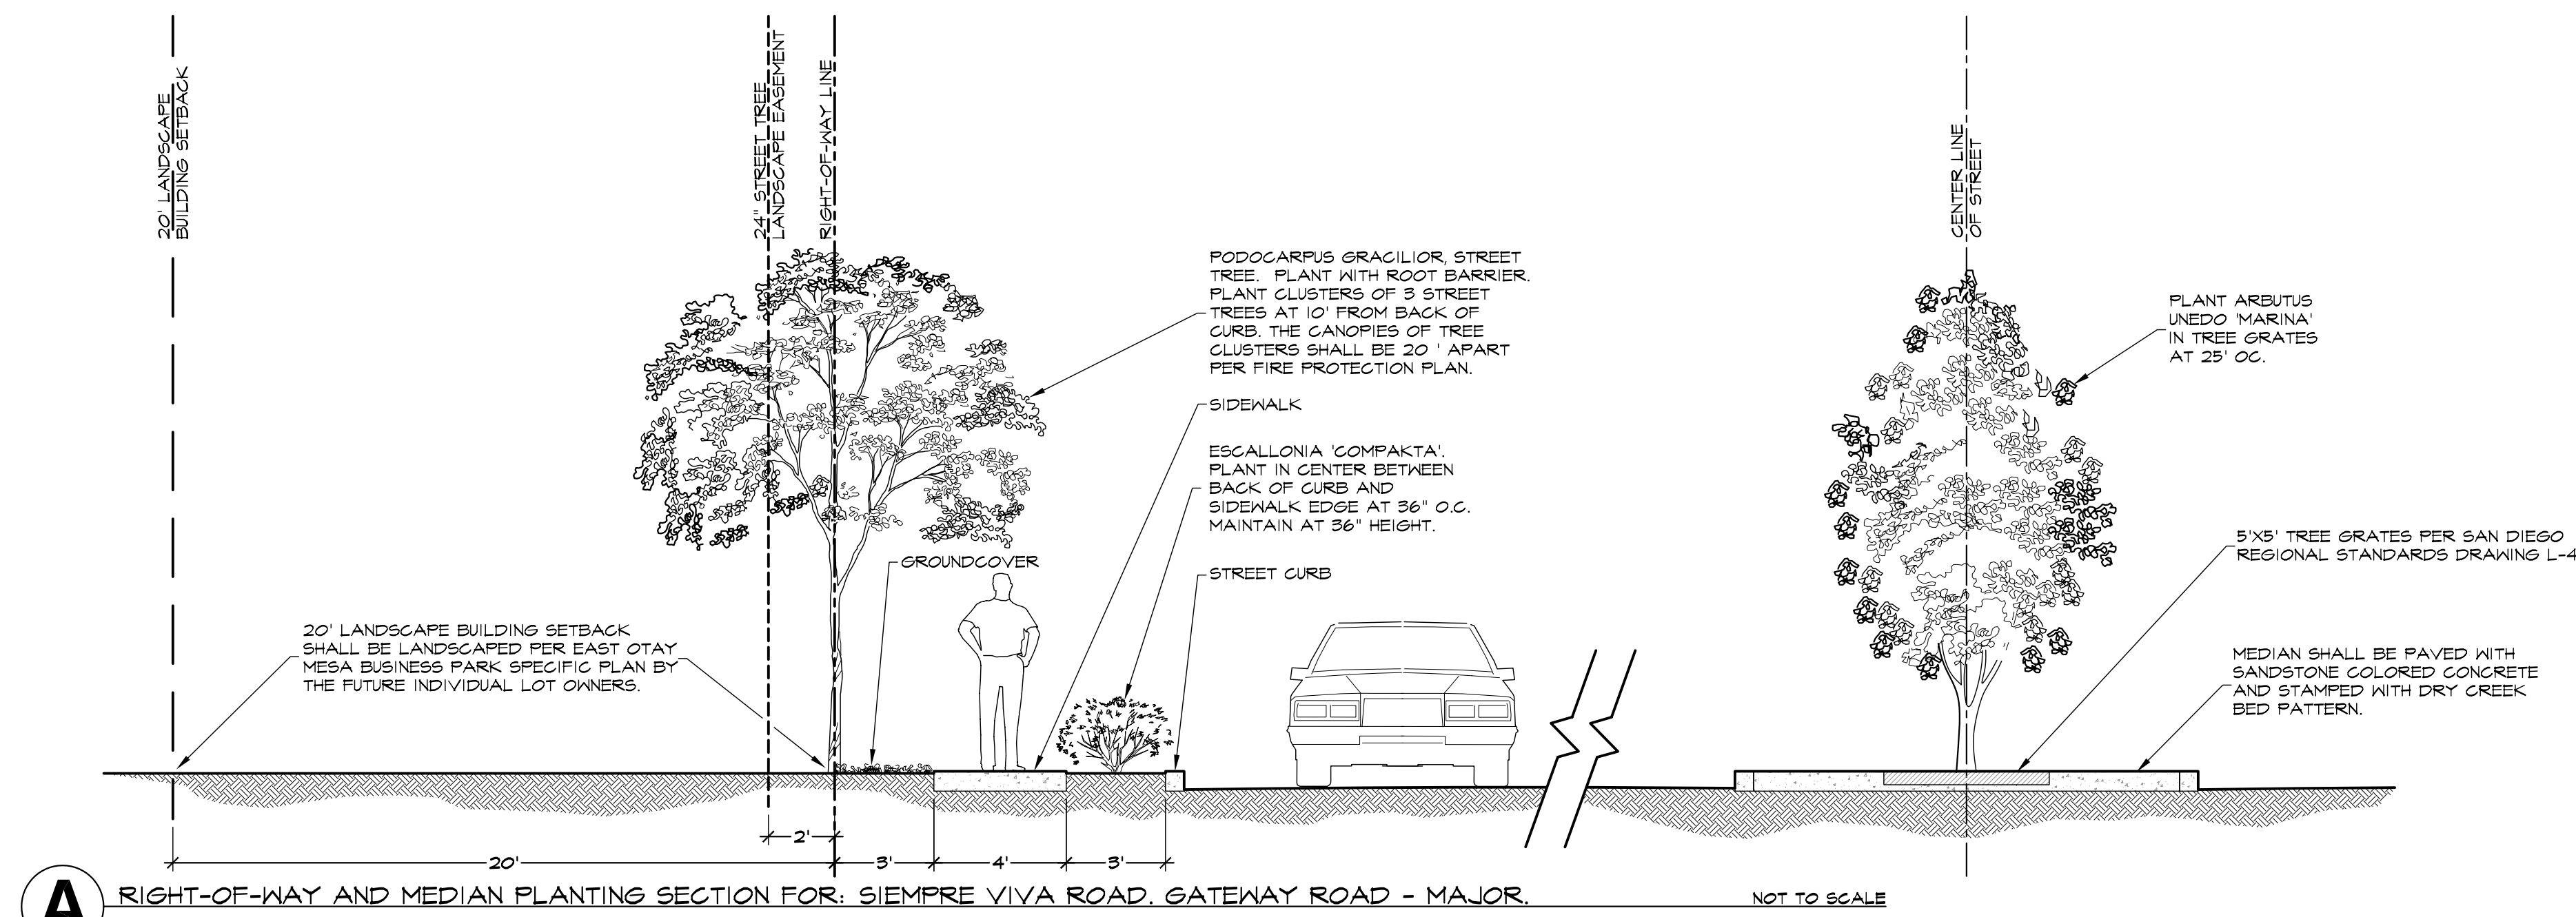 20' LANDSCAPE
BUILDING SETBACK
24" STREET TREE
LANDSCAPE EASEMENT
RIGHT-OF-WAY LINE
CENTER LINE
OF STREET
PODOCARPUS GRACILIOR, STREET
TREE. PLANT WITH ROOT BARRIER.
PLANT CLUSTERS OF 3 STREET
TREES AT 10' FROM BACK OF
CURB. THE CANOPIES OF TREE
CLUSTERS SHALL BE 20 ' APART
PER FIRE PROTECTION PLAN.
SIDEWALK
ESCALLONIA 'COMPAKTA'.
PLANT IN CENTER BETWEEN
BACK OF CURB AND
SIDEWALK EDGE AT 36" O.C.
MAINTAIN AT 36" HEIGHT.
STREET CURB
GROUNDCOVER
20' LANDSCAPE BUILDING SETBACK
SHALL BE LANDSCAPED PER EAST OTAY
MESA BUSINESS PARK SPECIFIC PLAN BY
THE FUTURE INDIVIDUAL LOT OWNERS.
PLANT ARBUTUS
UNEDO 'MARINA'
IN TREE GRATES
AT 25' OC.
5'X5' TREE GRATES PER SAN DIEGO
REGIONAL STANDARDS DRAWING L-4
MEDIAN SHALL BE PAVED WITH
SANDSTONE COLORED CONCRETE
AND STAMPED WITH DRY CREEK
BED PATTERN.
2'
20' 3' 4' 3'
A
RIGHT-OF-WAY AND MEDIAN PLANTING SECTION FOR: SIEMPRE VIVA ROAD. GATEWAY ROAD - MAJOR.
NOT TO SCALE